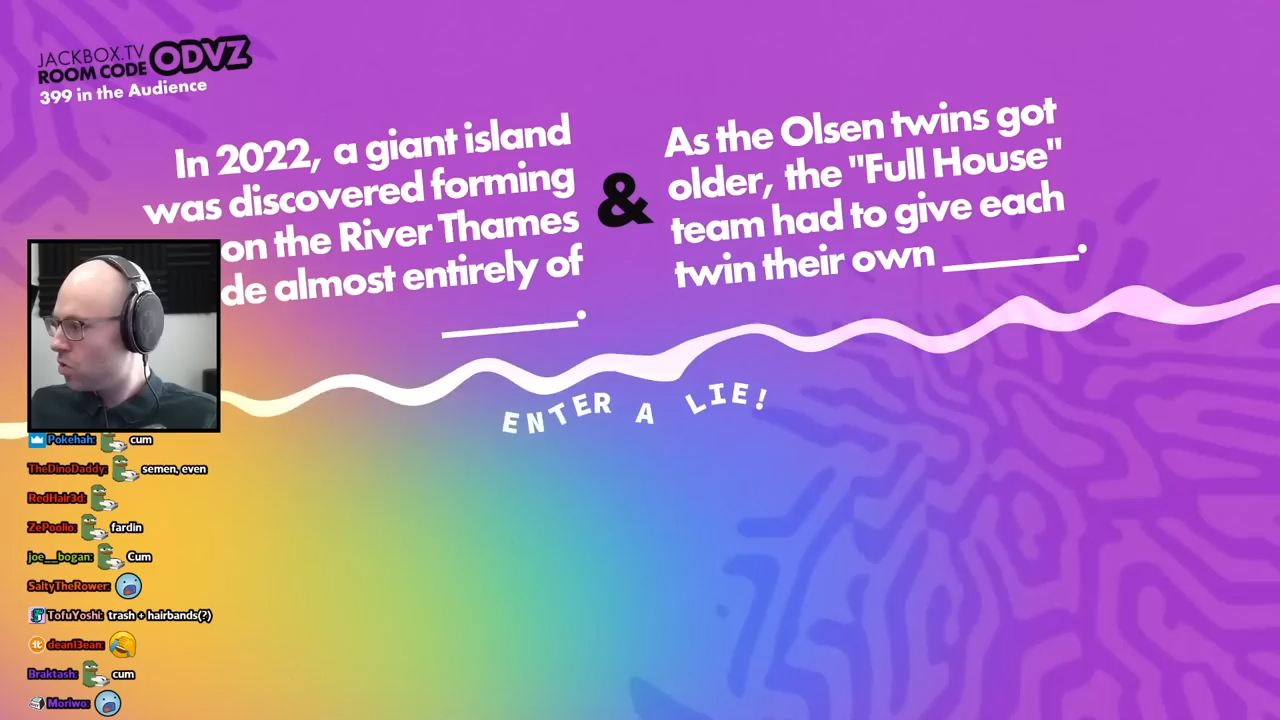 JACKBOX.TV
ROOM CODE ODVZ
399 in the Audience
In 2022, a giant island
was discovered forming
on the River Thames
de almost entirely of
_______.
&
As the Olsen twins got
older, the "Full House"
team had to give each
twin their own _______.
ENTER A LIE!
Pokehah: cum
TheDinoDaddy: semen, even
RedHair3d:
ZePoolio: fardin
joe__bogan: Cum
SaltyTheRower:
TofuYoshi: trash + hairbands(?)
dean13ean:
Braktash: cum
Moriwo: